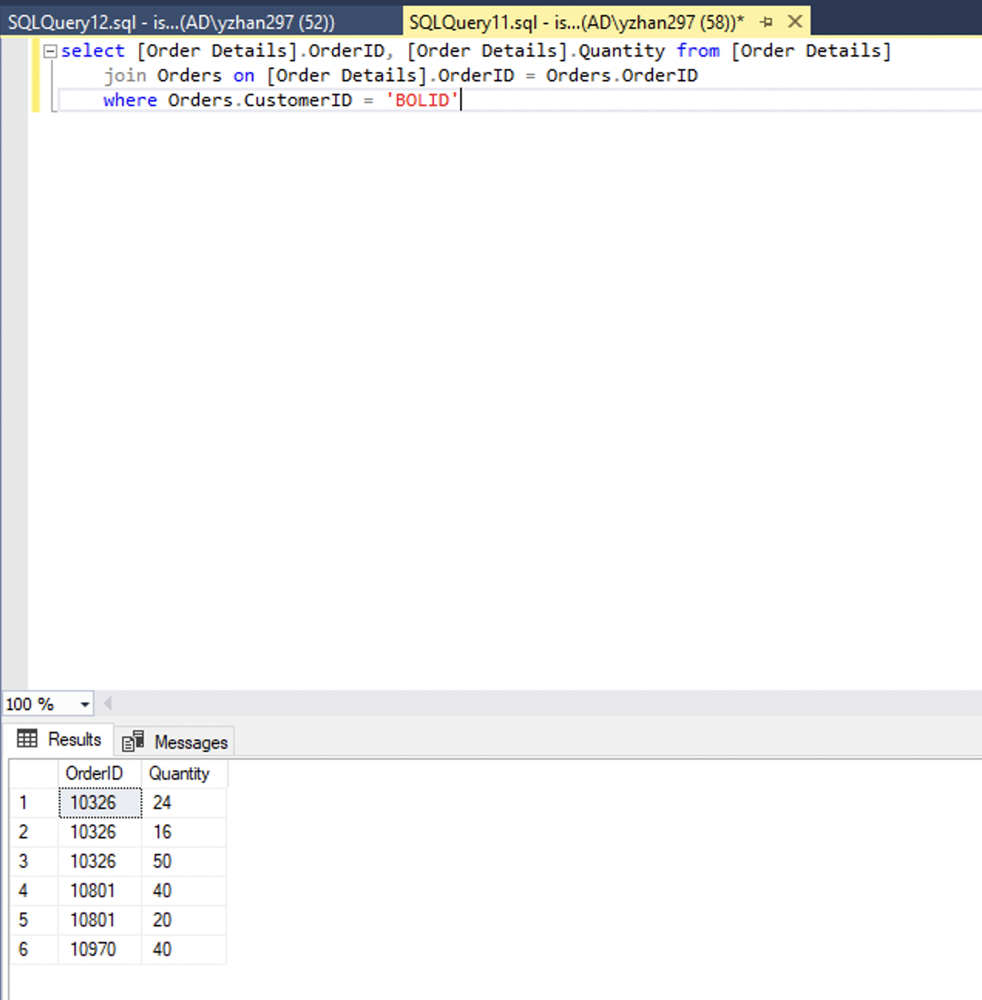 SQLQuery12.sql - is...(AD\yzhan297 (52)) SQLQuery11.sql - is...(AD\yzhan297 (58))*
select [Order Details].OrderID, [Order Details].Quantity from [Order Details]
join Orders on [Order Details].OrderID = Orders.OrderID
where Orders.CustomerID = 'BOLID'
100 %
Results Messages
OrderID Quantity
1 10326 24
2 10326 16
3 10326 50
4 10801 40
5 10801 20
6 10970 40